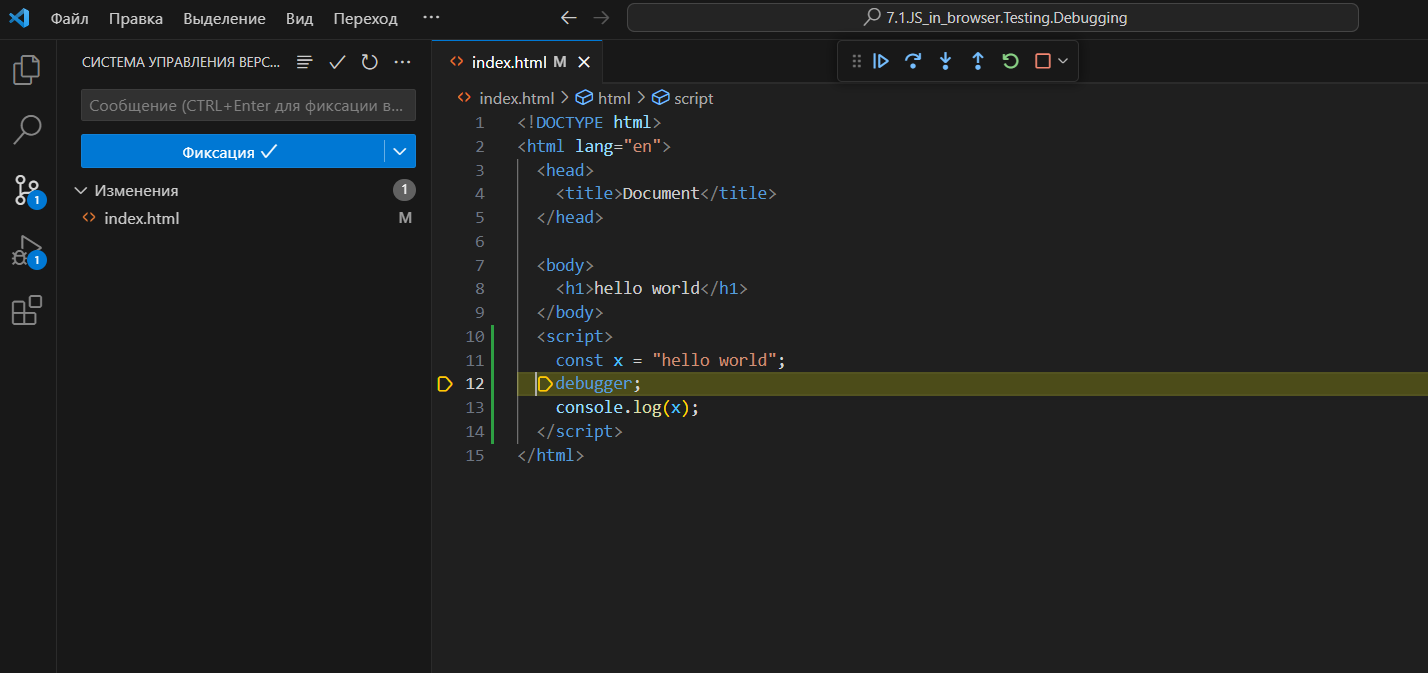 Файл Правка Выделение Вид Переход ··· 7.1.JS_in_browser.Testing.Debugging
СИСТЕМА УПРАВЛЕНИЯ ВЕРС... ···
Сообщение (CTRL+Enter для фиксации в...
Фиксация
Изменения 1
index.html M
1
1
index.html M
index.html > html > script
1 <!DOCTYPE html>
2 <html lang="en">
3 <head>
4 <title>Document</title>
5 </head>
6
7 <body>
8 <h1>hello world</h1>
9 </body>
10 <script>
11 const x = "hello world";
12 debugger;
13 console.log(x);
14 </script>
15 </html>